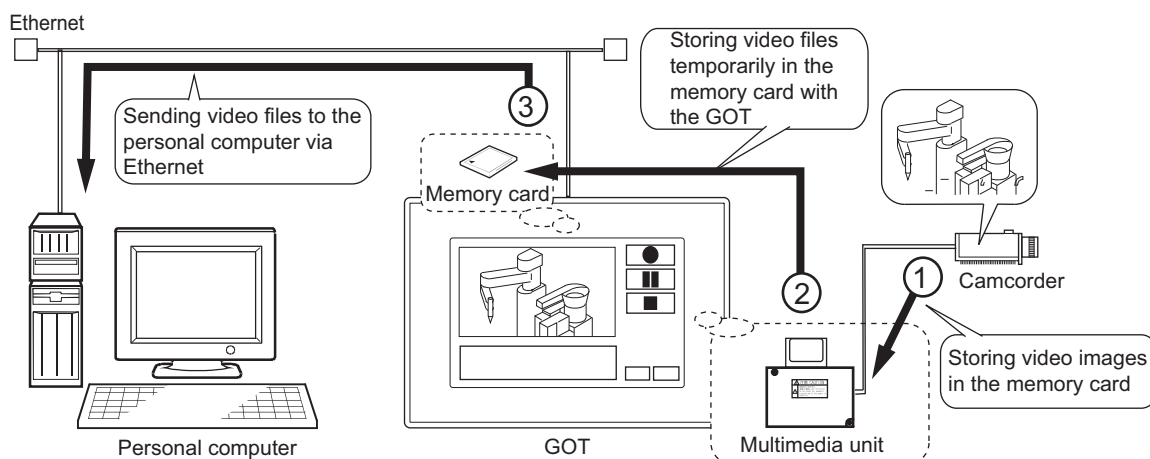 Ethernet
Storing video files
temporarily in the
memory card with
the GOT
3
Sending video files to the
personal computer via
Ethernet
Memory card
2
1
Camcorder
Storing video images
in the memory card
Personal computer
GOT
Multimedia unit